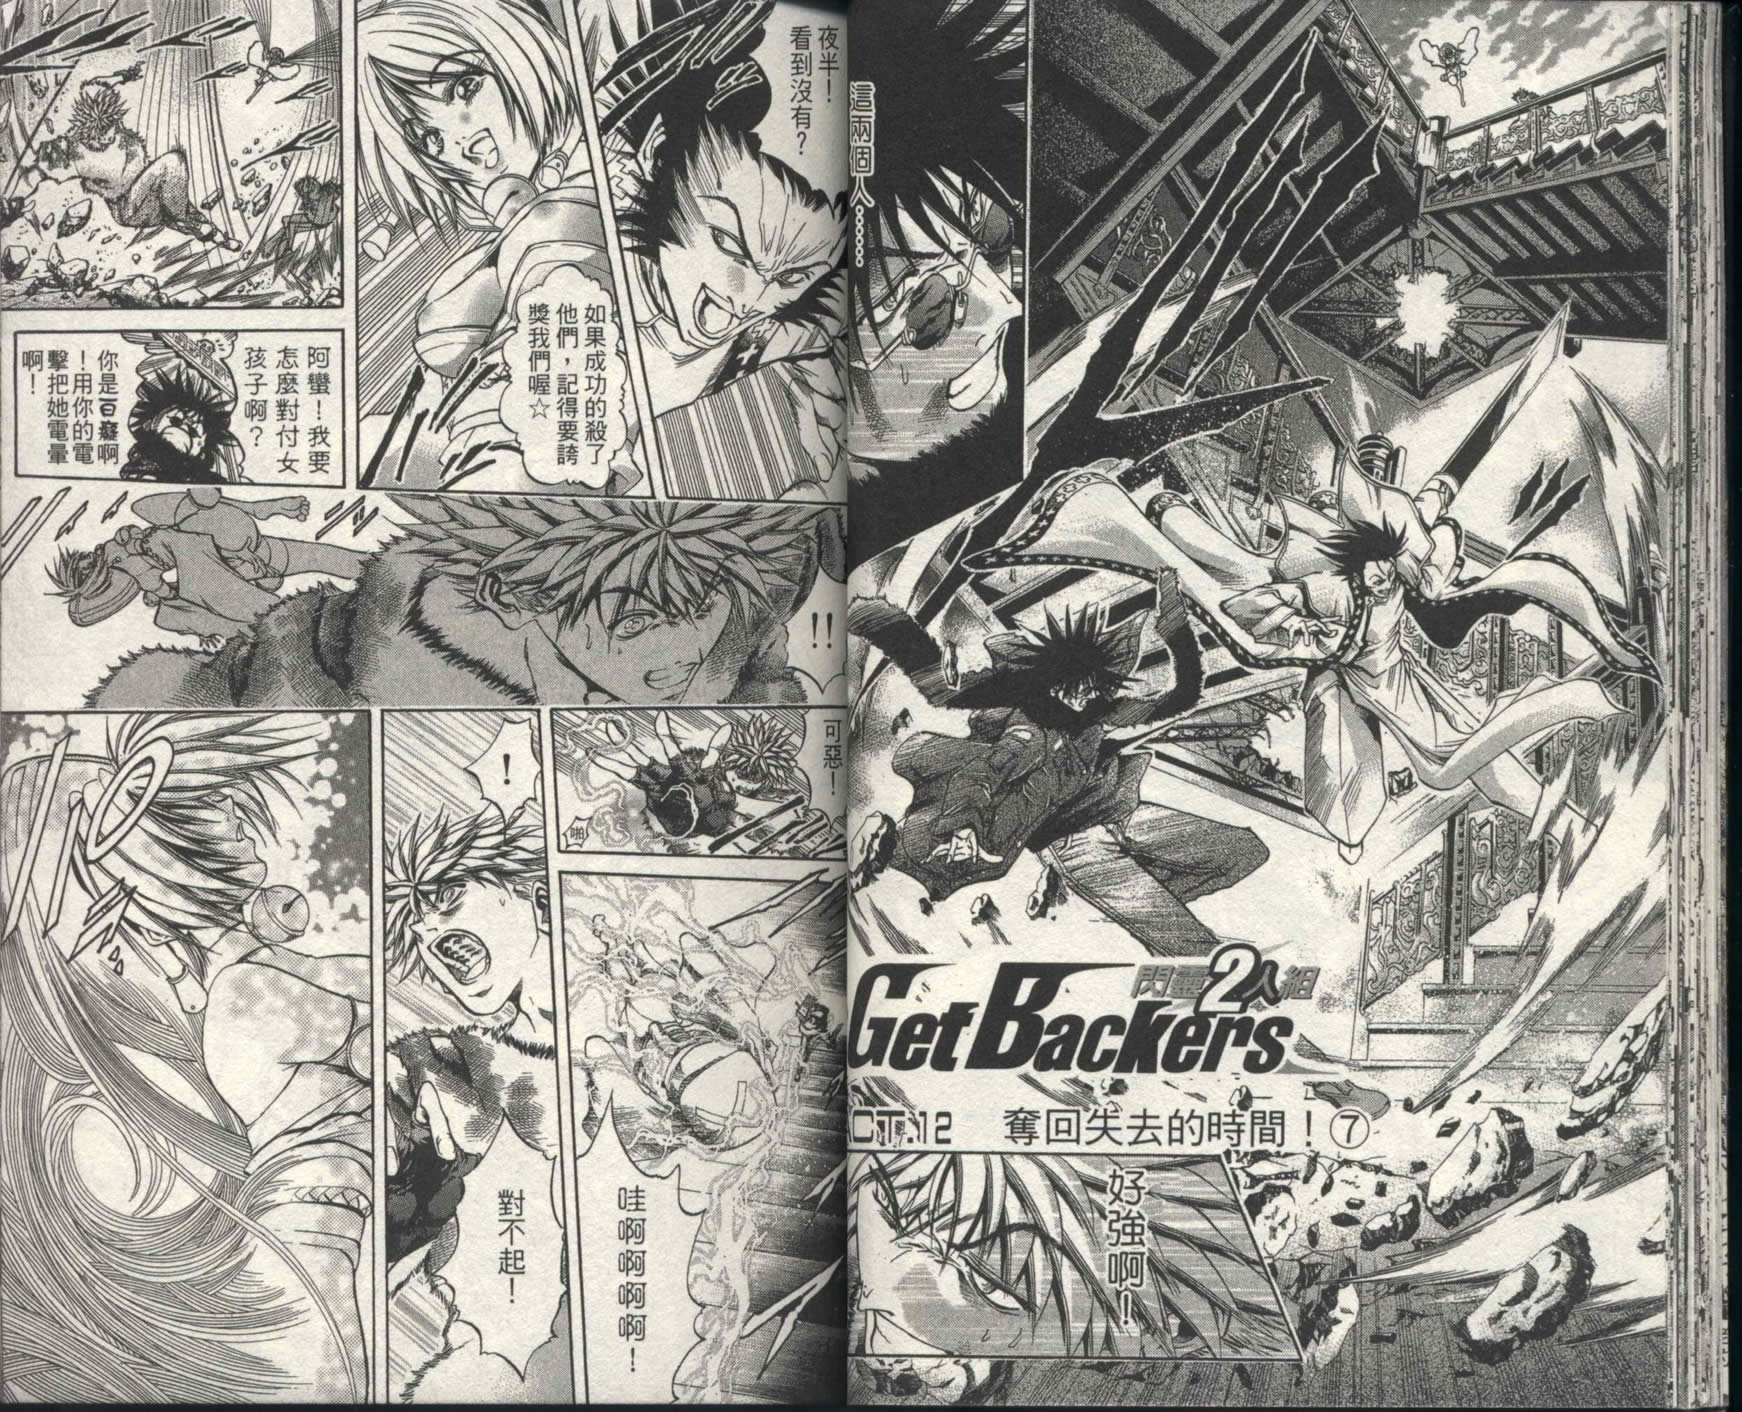 這兩個人……
閃靈2人組
GetBackers
ACT.12　奪回失去的時間！⑦
好強啊！
夜半！
看到沒有？
如果成功的殺了
他們，記得要誇
獎我們喔☆
阿蠻！我要
怎麼對付女
孩子啊？
你是百癡啊
！用你的電
擊把她電暈
啊！
!!
可惡！
啪
哇啊啊啊啊！
！
對不起！